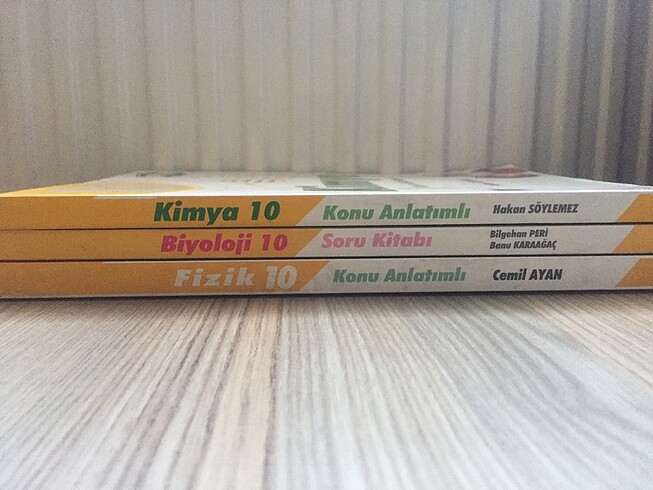 Kimya 10 Konu Anlatımlı Hakan SÖYLEMEZ
Biyoloji 10 Soru Kitabı Bilgehan PERİ
Banu KARAAĞAÇ
Fizik 10 Konu Anlatımlı Cemil AYAN